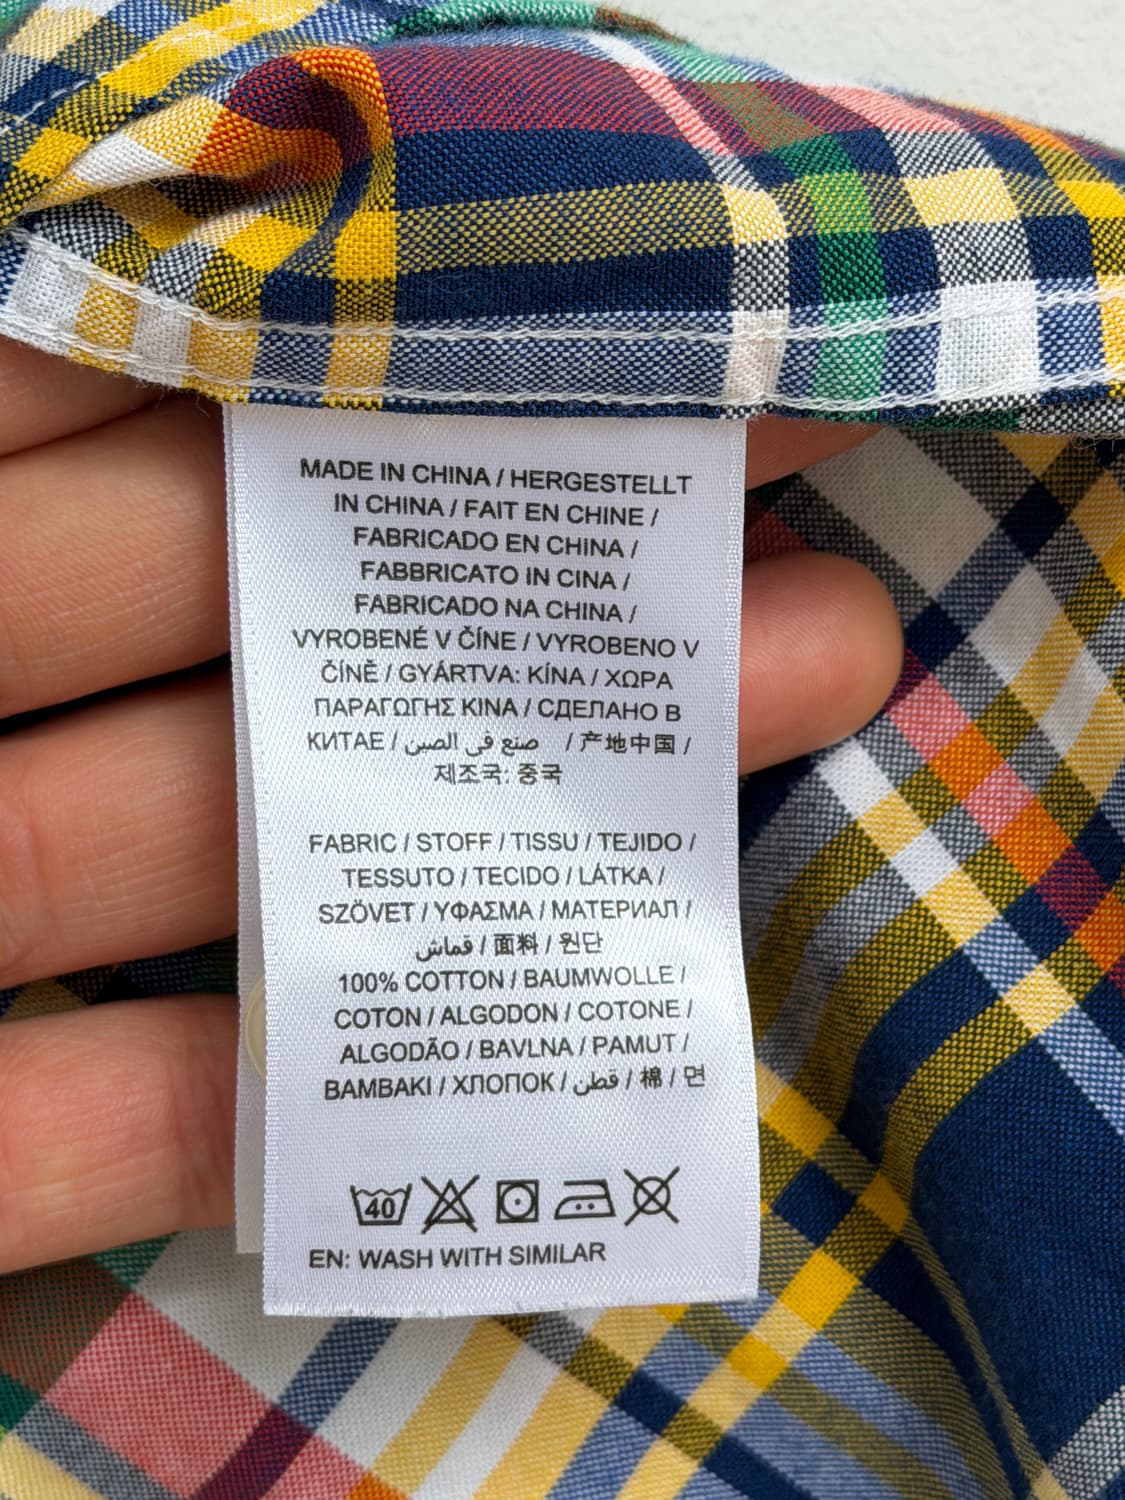 MADE IN CHINA / HERGESTELLT
IN CHINA / FAIT EN CHINE /
FABRICADO EN CHINA /
FABBRICATO IN CINA /
FABRICADO NA CHINA /
VYROBENÉ V ČÍNE / VYROBENO V
ČÍNĚ / GYÁRTVA: KÍNA / ΧΩΡΑ
ΠΑΡΑΓΩΓΗΣ ΚΙΝΑ / СДЕЛАНО В
КИТАЕ / صنع في الصين / 产地中国 /
제조국: 중국
FABRIC / STOFF / TISSU / TEJIDO /
TESSUTO / TECIDO / LÁTKA /
SZÖVET / ΥΦΑΣΜΑ / МАТЕРИАЛ /
قماش / 面料 / 원단
100% COTTON / BAUMWOLLE /
COTON / ALGODON / COTONE /
ALGODÃO / BAVLNA / PAMUT /
BAMBAKI / ХЛОПОК / قطن / 棉 / 면
40
EN: WASH WITH SIMILAR